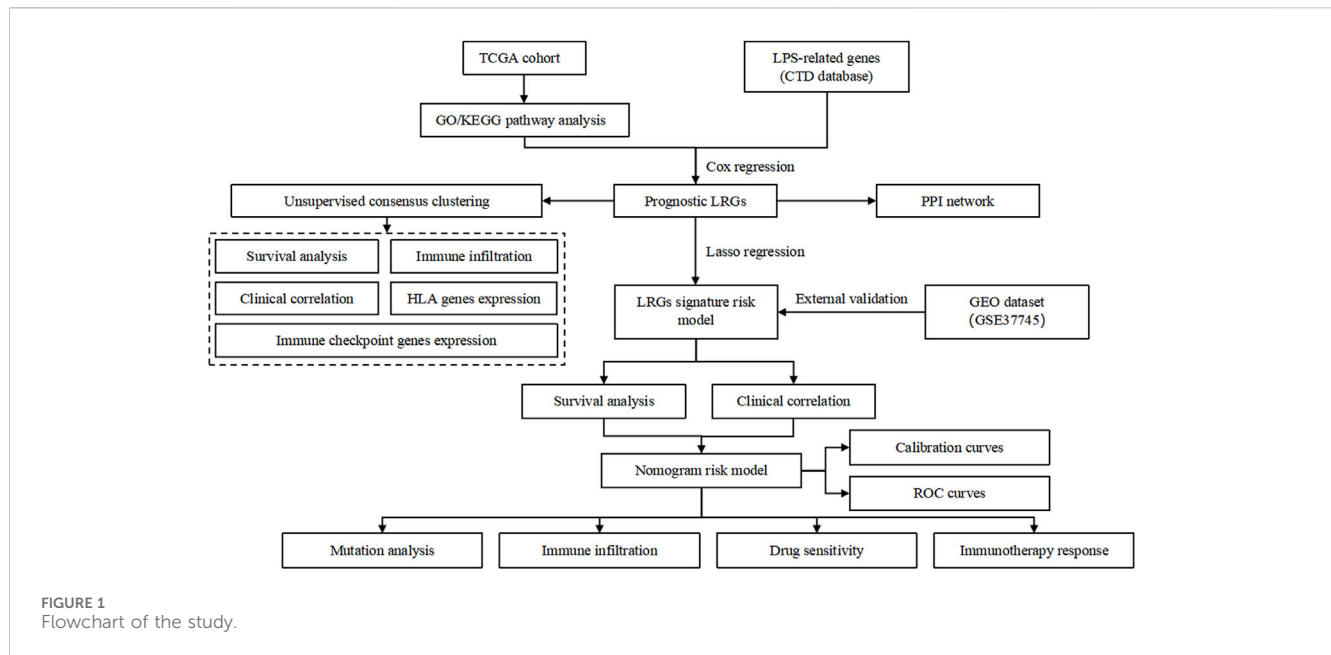 TCGA cohort
LPS-related genes
(CTD database)
GO/KEGG pathway analysis
Cox regression
Unsupervised consensus clustering
Prognostic LRGs
PPI network
Survival analysis
Immune infiltration
Clinical correlation
HLA genes expression
Immune checkpoint genes expression
Lasso regression
LRGs signature risk
model
External validation
GEO dataset
(GSE37745)
Survival analysis
Clinical correlation
Nomogram risk model
Calibration curves
ROC curves
Mutation analysis
Immune infiltration
Drug sensitivity
Immunotherapy response
FIGURE 1
Flowchart of the study.